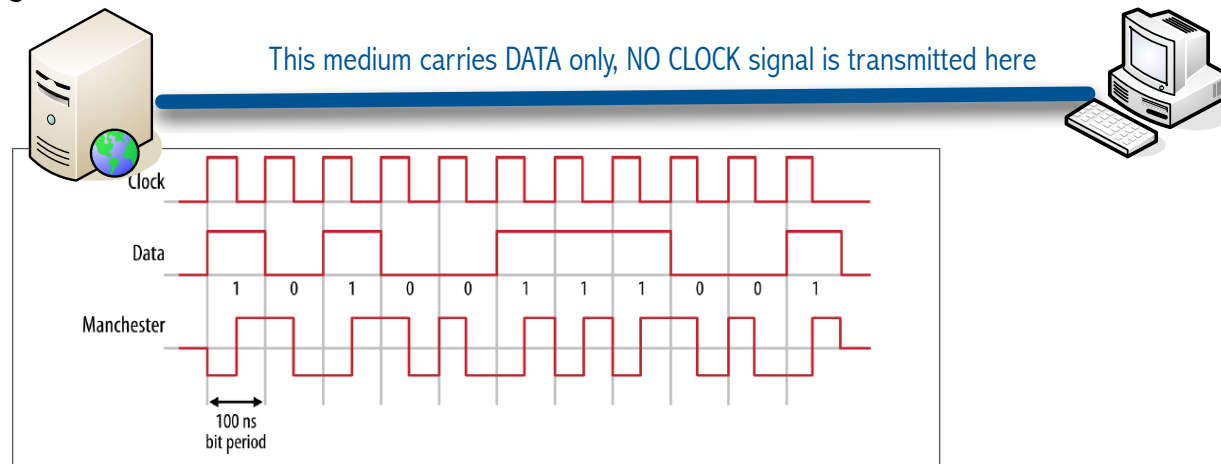 This medium carries DATA only, NO CLOCK signal is transmitted here
Clock
Data
1 0 1 0 0 1 1 1 0 0 1
Manchester
100 ns
bit period